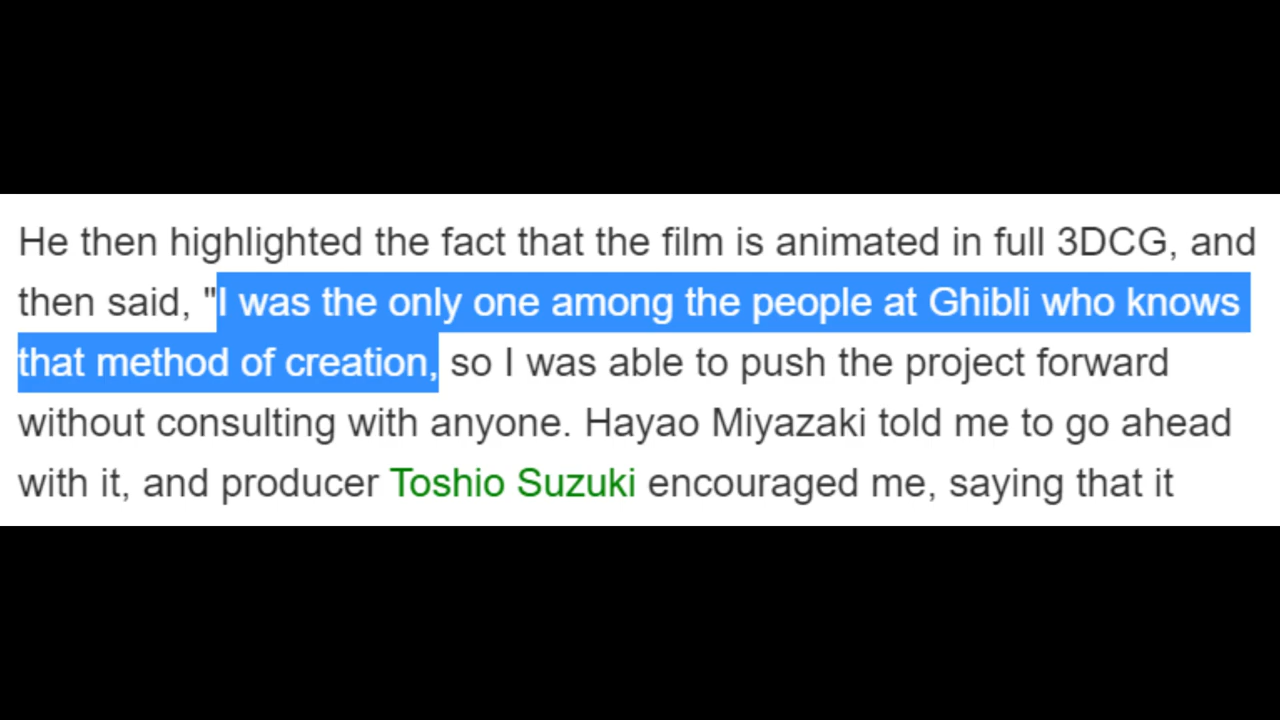 He then highlighted the fact that the film is animated in full 3DCG, and
then said, "I was the only one among the people at Ghibli who knows
that method of creation, so I was able to push the project forward
without consulting with anyone. Hayao Miyazaki told me to go ahead
with it, and producer Toshio Suzuki encouraged me, saying that it